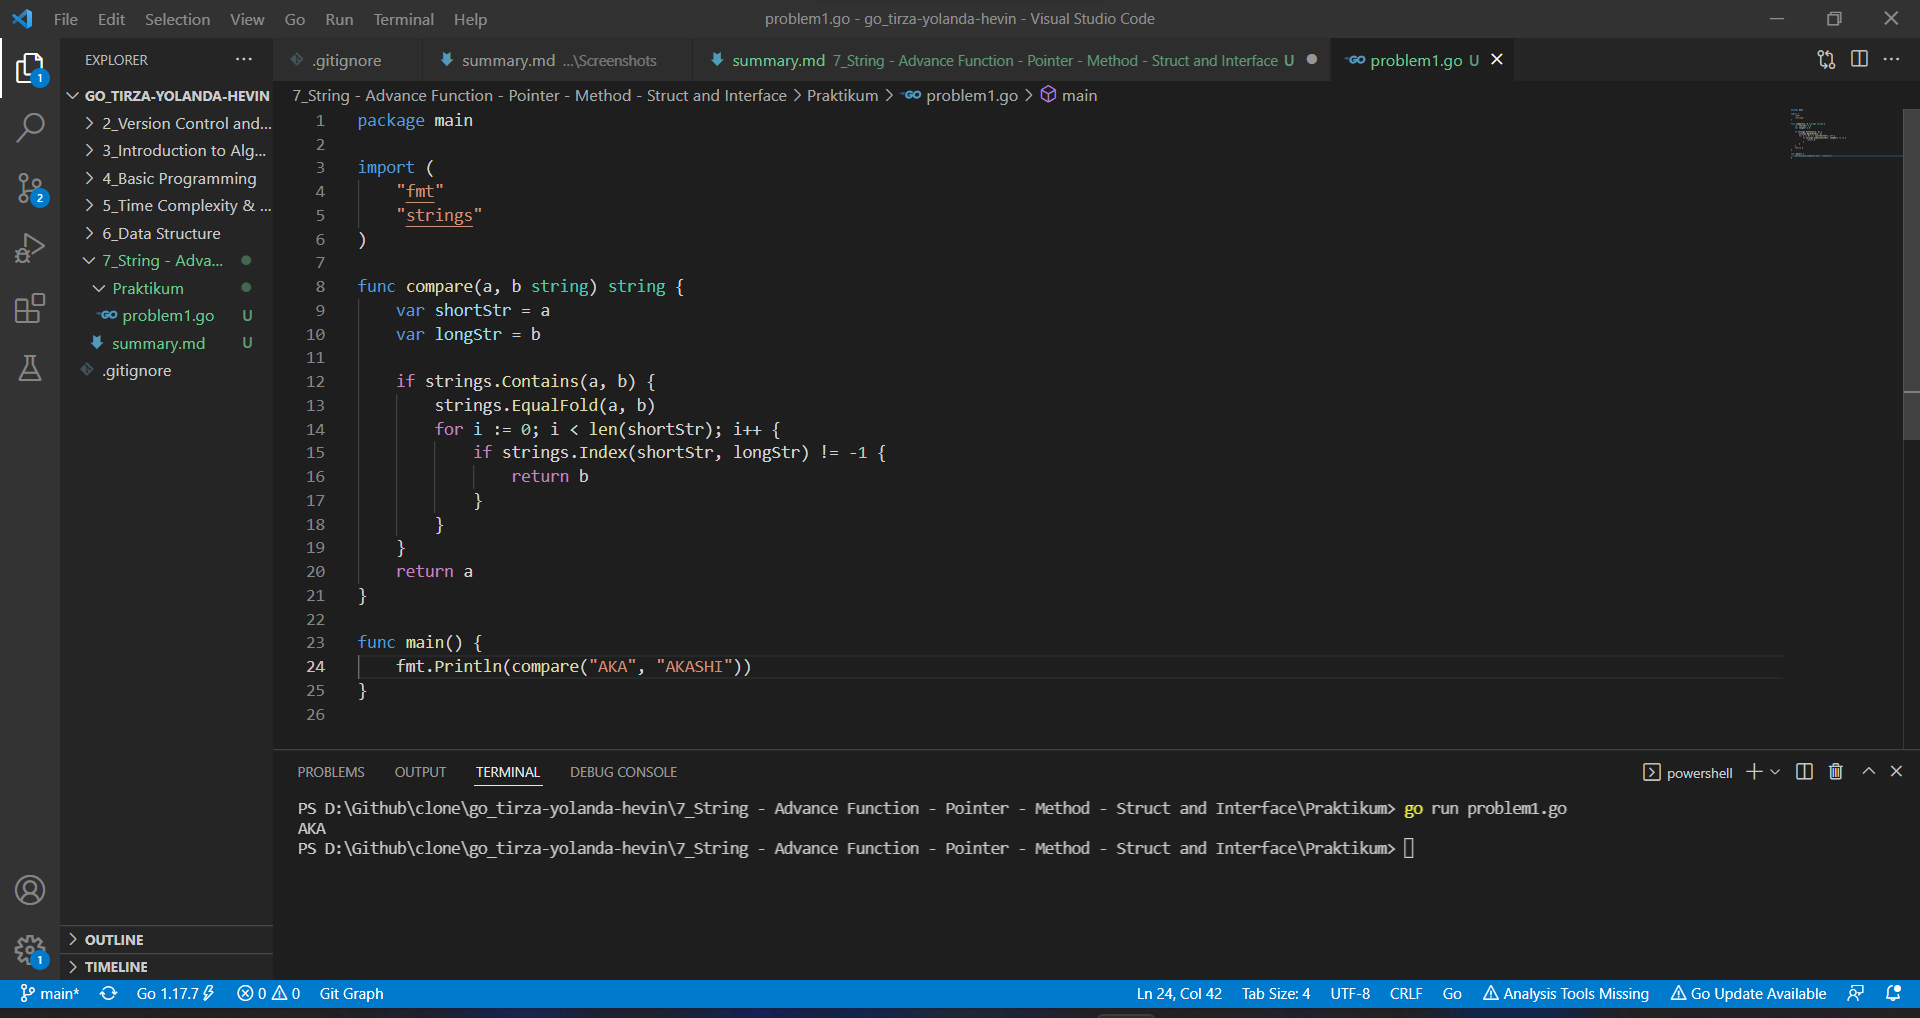 File Edit Selection View Go Run Terminal Help
problem1.go - go_tirza-yolanda-hevin - Visual Studio Code
EXPLORER
.gitignore
summary.md ...\Screenshots
summary.md 7_String - Advance Function - Pointer - Method - Struct and Interface U
problem1.go U
GO_TIRZA-YOLANDA-HEVIN
2_Version Control and...
3_Introduction to Alg...
4_Basic Programming
5_Time Complexity & ...
6_Data Structure
7_String - Adva...
Praktikum
problem1.go U
summary.md U
.gitignore
OUTLINE
TIMELINE
1
2
1
7_String - Advance Function - Pointer - Method - Struct and Interface > Praktikum > problem1.go > main
1 package main
2
3 import (
4 "fmt"
5 "strings"
6 )
7
8 func compare(a, b string) string {
9 var shortStr = a
10 var longStr = b
11
12 if strings.Contains(a, b) {
13 strings.EqualFold(a, b)
14 for i := 0; i < len(shortStr); i++ {
15 if strings.Index(shortStr, longStr) != -1 {
16 return b
17 }
18 }
19 }
20 return a
21 }
22
23 func main() {
24 fmt.Println(compare("AKA", "AKASHI"))
25 }
26
PROBLEMS OUTPUT TERMINAL DEBUG CONSOLE
powershell
PS D:\Github\clone\go_tirza-yolanda-hevin\7_String - Advance Function - Pointer - Method - Struct and Interface\Praktikum> go run problem1.go
AKA
PS D:\Github\clone\go_tirza-yolanda-hevin\7_String - Advance Function - Pointer - Method - Struct and Interface\Praktikum>
main* Go 1.17.7 0 0 Git Graph
Ln 24, Col 42 Tab Size: 4 UTF-8 CRLF Go Analysis Tools Missing Go Update Available